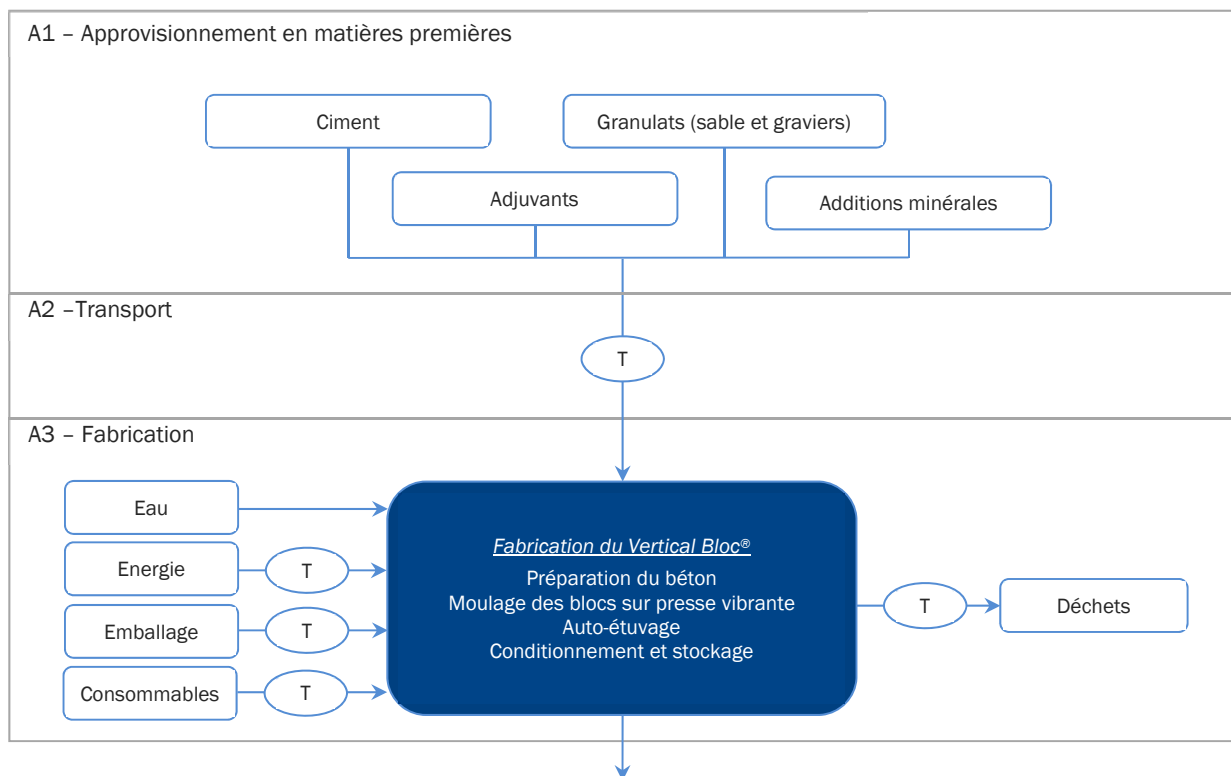 A1 – Approvisionnement en matières premières
Ciment
Granulats (sable et graviers)
Adjuvants
Additions minérales
A2 –Transport
T
A3 – Fabrication
Eau
Energie
T
Emballage
T
Consommables
T
Fabrication du Vertical Bloc®
Préparation du béton
Moulage des blocs sur presse vibrante
Auto-étuvage
Conditionnement et stockage
T
Déchets